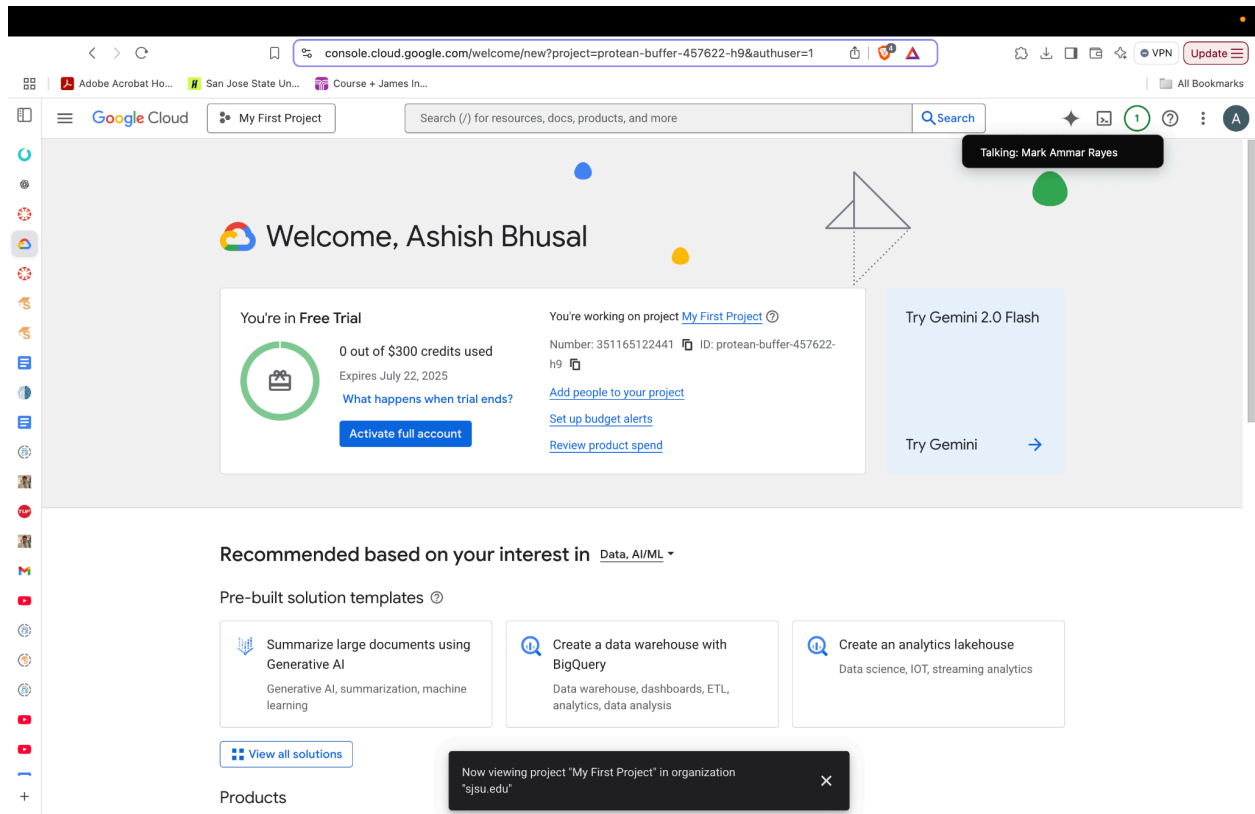 console.cloud.google.com/welcome/new?project=protean-buffer-457622-h9&authuser=1
4
VPN
Update
Adobe Acrobat Ho...
San Jose State Un...
Course + James In...
All Bookmarks
Google Cloud
My First Project
Search (/) for resources, docs, products, and more
Search
1
A
Talking: Mark Ammar Rayes
Welcome, Ashish Bhusal
You're in Free Trial
0 out of $300 credits used
Expires July 22, 2025
What happens when trial ends?
Activate full account
You're working on project My First Project
Number: 351165122441 ID: protean-buffer-457622-
h9
Add people to your project
Set up budget alerts
Review product spend
Try Gemini 2.0 Flash
Try Gemini
Recommended based on your interest in Data, AI/ML
Pre-built solution templates
Summarize large documents using
Generative AI
Generative AI, summarization, machine
learning
Create a data warehouse with
BigQuery
Data warehouse, dashboards, ETL,
analytics, data analysis
Create an analytics lakehouse
Data science, IOT, streaming analytics
View all solutions
Now viewing project "My First Project" in organization
"sjsu.edu"
Products